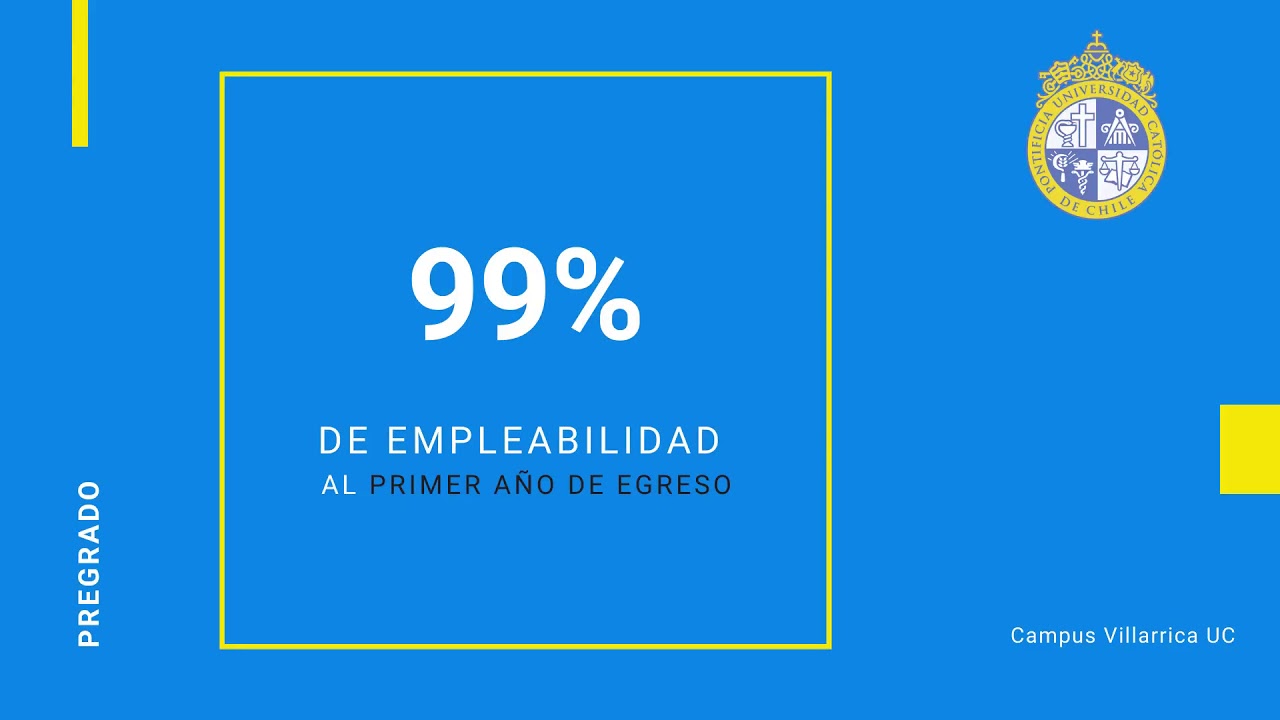 PONTIFICIA UNIVERSIDAD CATÓLICA DE CHILE
99%
DE EMPLEABILIDAD
AL PRIMER AÑO DE EGRESO
PREGRADO
Campus Villarrica UC